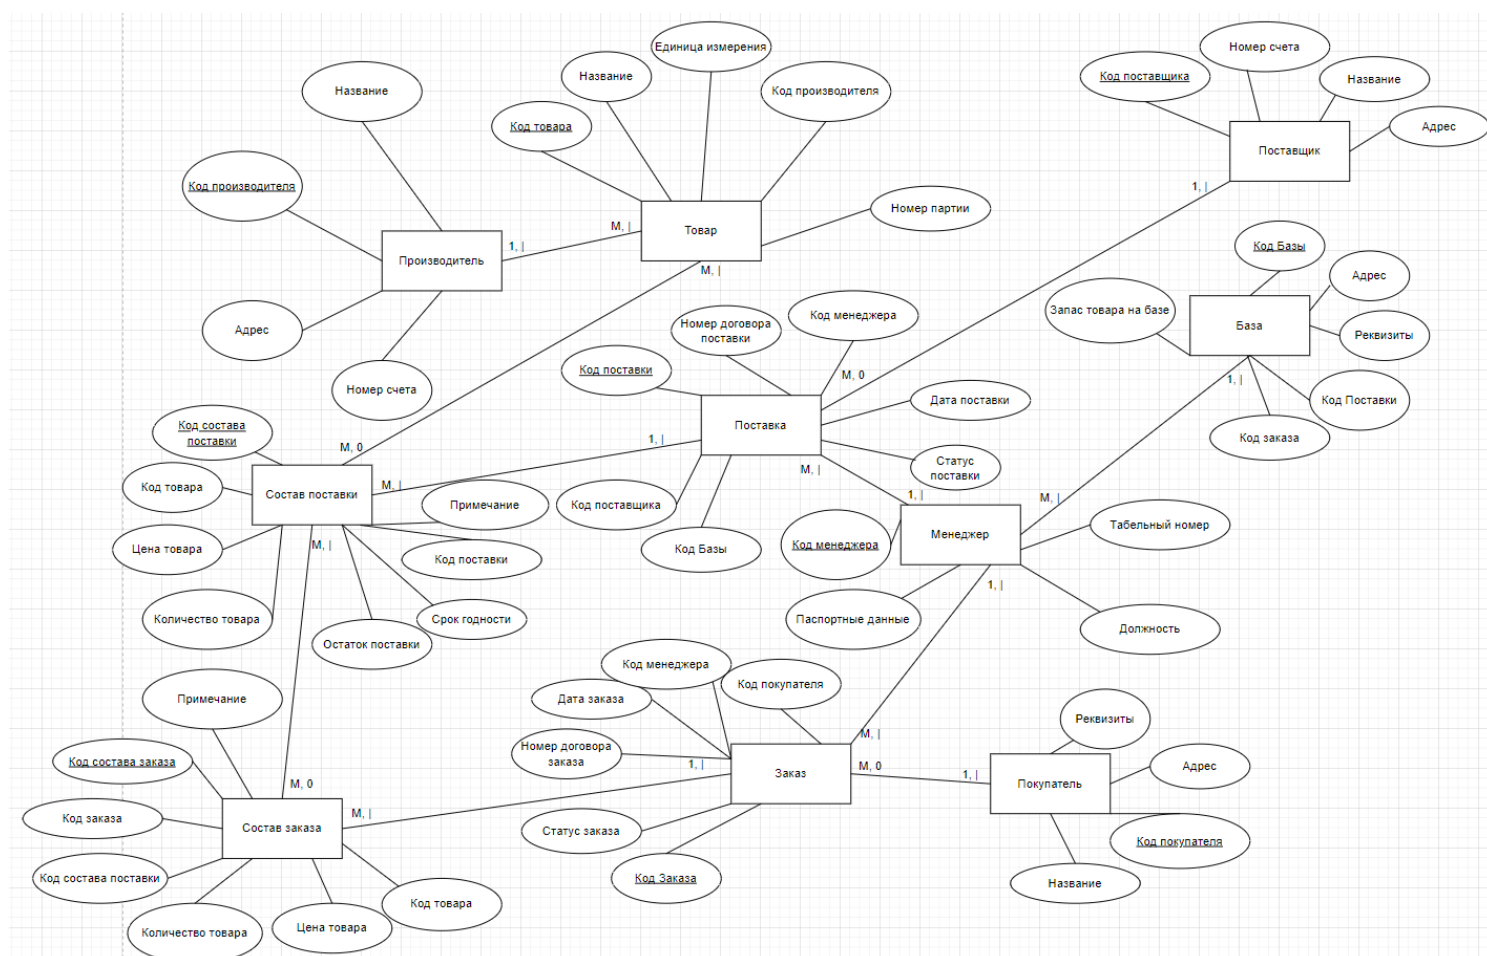 Единица измерения
Номер счета
Название
Код поставщика
Название
Название
Код производителя
Код товара
Адрес
Поставщик
Код производителя
1, |
Номер партии
М, |
Товар
1, |
Производитель
М, |
Код Базы
Адрес
Запас товара на базе
База
Реквизиты
Адрес
Номер договора
поставки
Код менеджера
Код поставки
М, 0
1, |
Номер счета
Дата поставки
Код Поставки
Код состава
поставки
Поставка
Код заказа
М, 0
1, |
Статус
поставки
М, |
Код товара
Состав поставки
М, |
1, |
М, |
Примечание
Код поставщика
Табельный номер
Менеджер
Цена товара
М, |
Код менеджера
Код Базы
Код поставки
1, |
Количество товара
Срок годности
Паспортные данные
Должность
Остаток поставки
Код менеджера
Код покупателя
Примечание
Дата заказа
Реквизиты
М, |
Номер договора
заказа
Код состава заказа
1, |
Заказ
М, 0
1, |
Адрес
Покупатель
М, 0
М, |
Код заказа
Состав заказа
Статус заказа
Код покупателя
Код состава поставки
Код Заказа
Название
Код товара
Количество товара
Цена товара